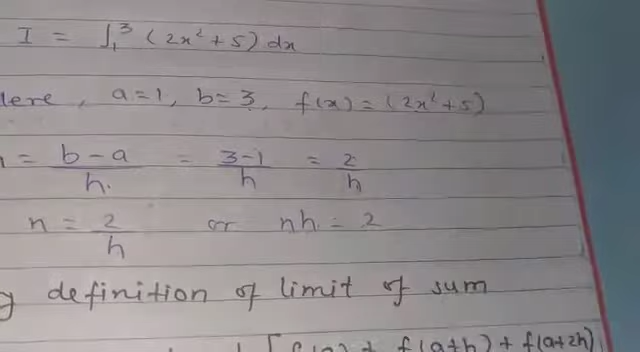 I = ∫₁³ (2x² + 5) dx
Here, a = 1, b = 3, f(x) = (2x² + 5)
n = b - a / h. = 3 - 1 / h = 2 / h
n = 2 / h or nh = 2
definition of limit of sum
f(a) + f(a+h) + f(a+2h)